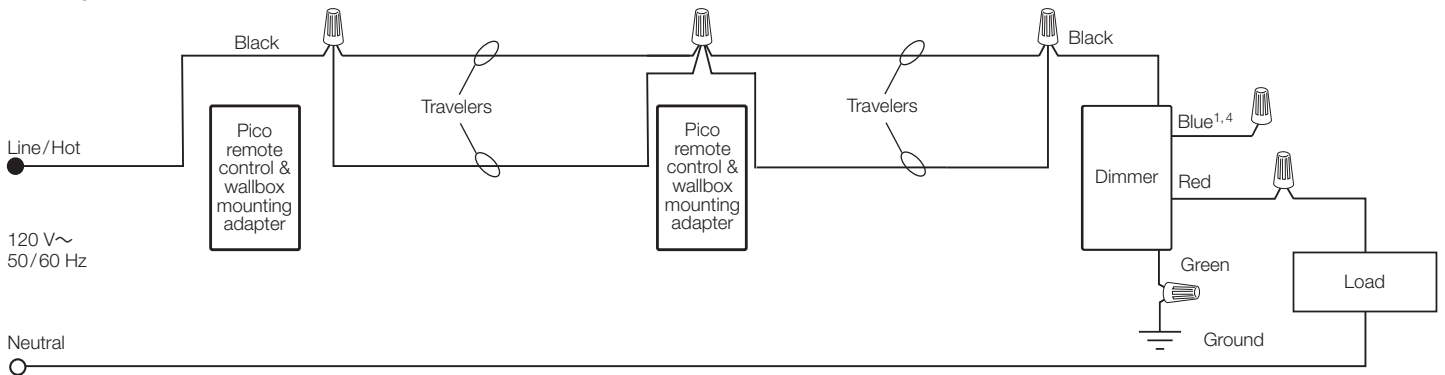 Black
Travelers
Travelers
Black
Line/Hot
120 V~
50/60 Hz
Pico
remote
control &
wallbox
mounting
adapter
Pico
remote
control &
wallbox
mounting
adapter
Dimmer
Blue1, 4
Red
Green
Ground
Load
Neutral